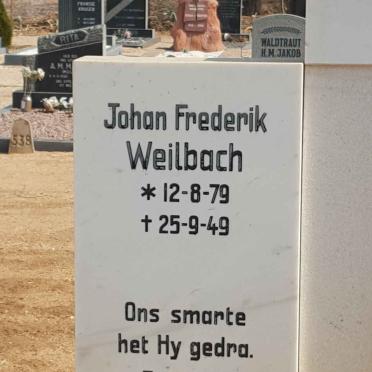 Johan Frederik
Weilbach
* 12-8-79
† 25-9-49
Ons smarte
het Hy gedra.
WALDTRAUT
H.M. JAKOB
RITA
538